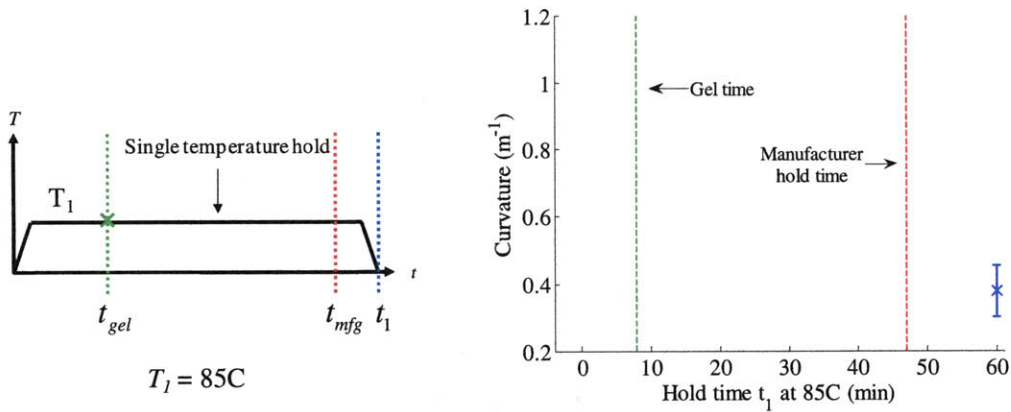 T
Single temperature hold
T₁
t
t_gel
t_mfg
t₁
T₁ = 85C
1.2
1
0.8
0.6
0.4
0.2
Curvature (m⁻¹)
Gel time
Manufacturer
hold time
0 10 20 30 40 50 60
Hold time t₁ at 85C (min)